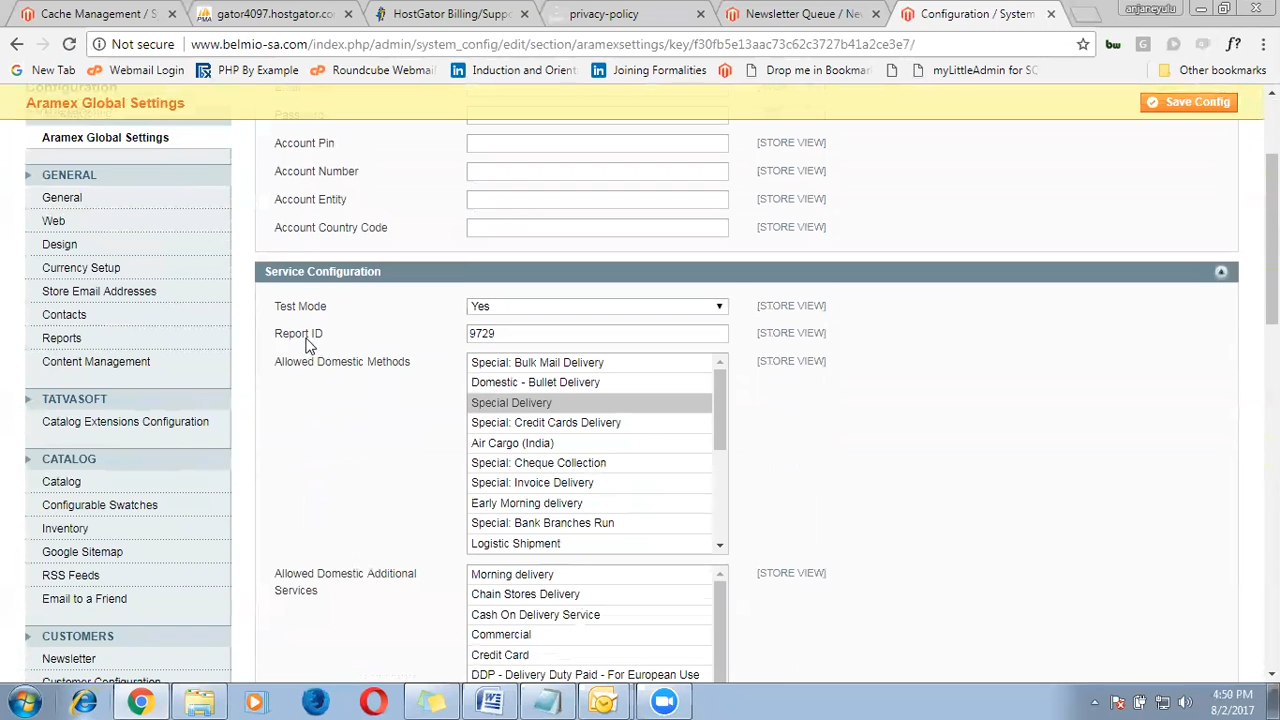 Cache Management / S
gator4097.hostgator.co
HostGator Billing/Supp
privacy-policy
Newsletter Queue / Ne
Configuration / System
anjaneyulu
Not secure
www.belmio-sa.com/index.php/admin/system_config/edit/section/aramexsettings/key/f30fb5e13aac73c62c3727b41a2ce3e7/
New Tab
Webmail Login
PHP By Example
Roundcube Webmail
Induction and Orient
Joining Formalities
Drop me in Bookmar
myLittleAdmin for SC
Other bookmarks
Configuration
Aramex Global Settings
Save Config
Aramex Global Settings
GENERAL
General
Web
Design
Currency Setup
Store Email Addresses
Contacts
Reports
Content Management
TATVASOFT
Catalog Extensions Configuration
CATALOG
Catalog
Configurable Swatches
Inventory
Google Sitemap
RSS Feeds
Email to a Friend
CUSTOMERS
Newsletter
Customer Configuration
Account Pin
[STORE VIEW]
Account Number
[STORE VIEW]
Account Entity
[STORE VIEW]
Account Country Code
[STORE VIEW]
Service Configuration
Test Mode
Yes
[STORE VIEW]
Report ID
9729
[STORE VIEW]
Allowed Domestic Methods
Special: Bulk Mail Delivery
[STORE VIEW]
Domestic - Bullet Delivery
Special Delivery
Special: Credit Cards Delivery
Air Cargo (India)
Special: Cheque Collection
Special: Invoice Delivery
Early Morning delivery
Special: Bank Branches Run
Logistic Shipment
Allowed Domestic Additional
Services
Morning delivery
[STORE VIEW]
Chain Stores Delivery
Cash On Delivery Service
Commercial
Credit Card
DDP - Delivery Duty Paid - For European Use
4:50 PM
8/2/2017